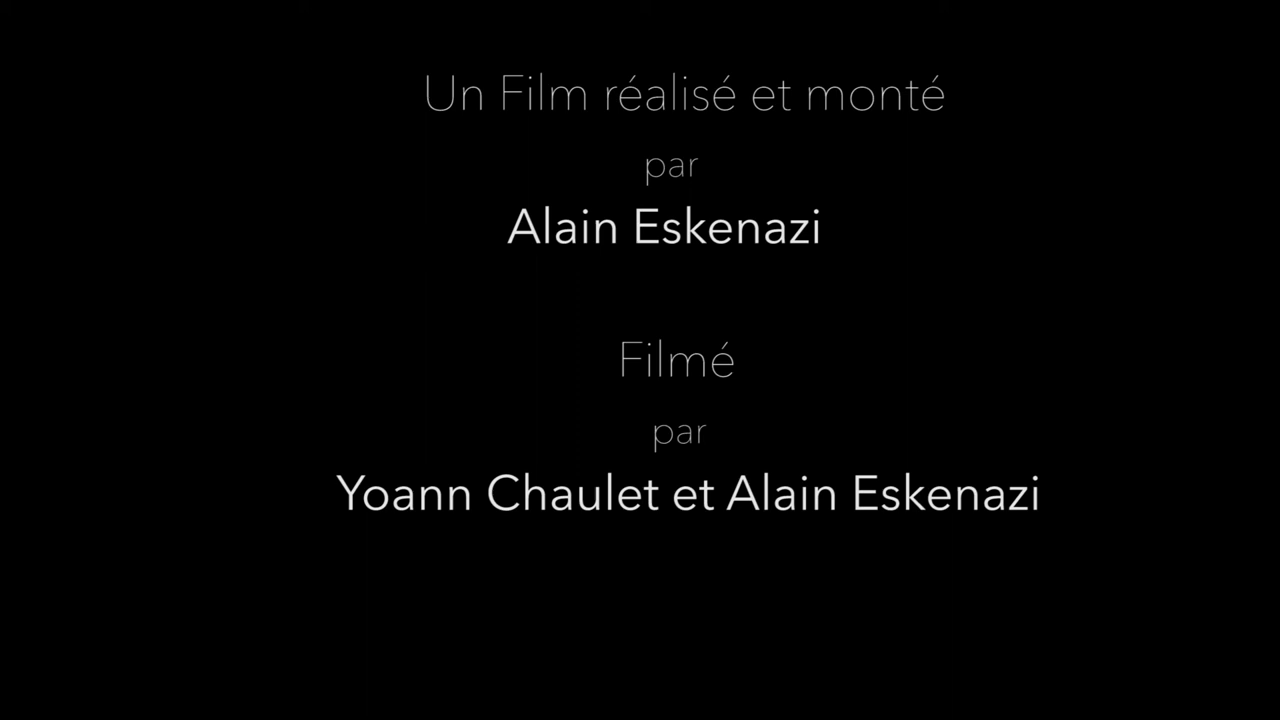 Un Film réalisé et monté
par
Alain Eskenazi
Filmé
par
Yoann Chaulet et Alain Eskenazi